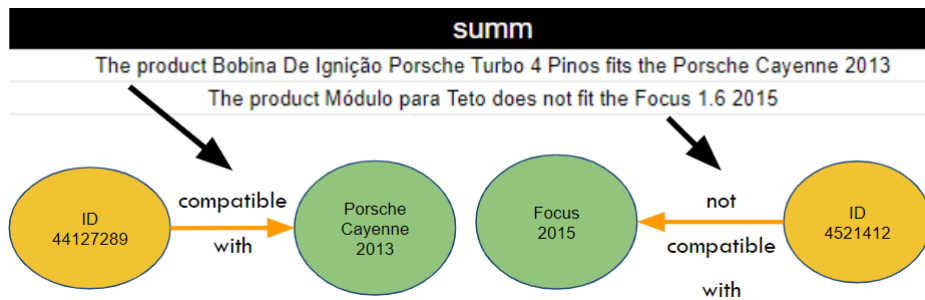 summ
The product Bobina De Ignição Porsche Turbo 4 Pinos fits the Porsche Cayenne 2013
The product Módulo para Teto does not fit the Focus 1.6 2015
ID
44127289
compatible
with
Porsche
Cayenne
2013
Focus
2015
not
compatible
with
ID
4521412